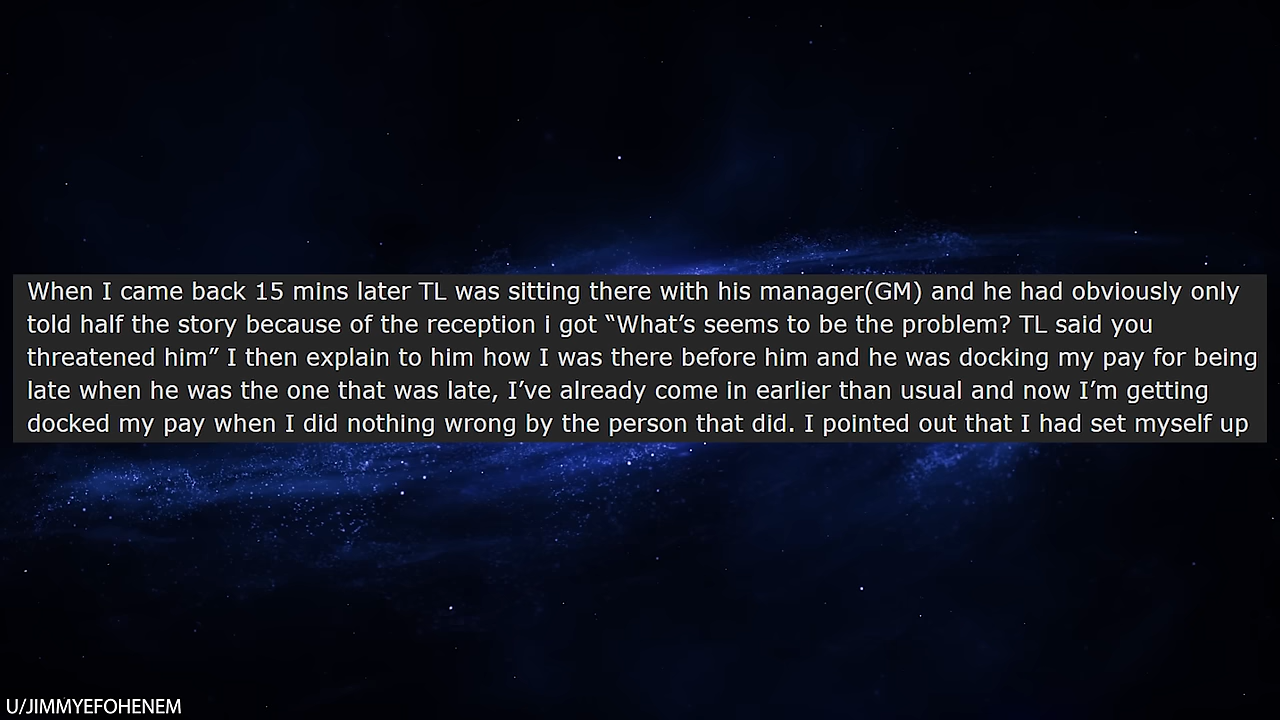 When I came back 15 mins later TL was sitting there with his manager(GM) and he had obviously only
told half the story because of the reception i got “What’s seems to be the problem? TL said you
threatened him” I then explain to him how I was there before him and he was docking my pay for being
late when he was the one that was late, I’ve already come in earlier than usual and now I’m getting
docked my pay when I did nothing wrong by the person that did. I pointed out that I had set myself up
U/JIMMYEFOHENEM